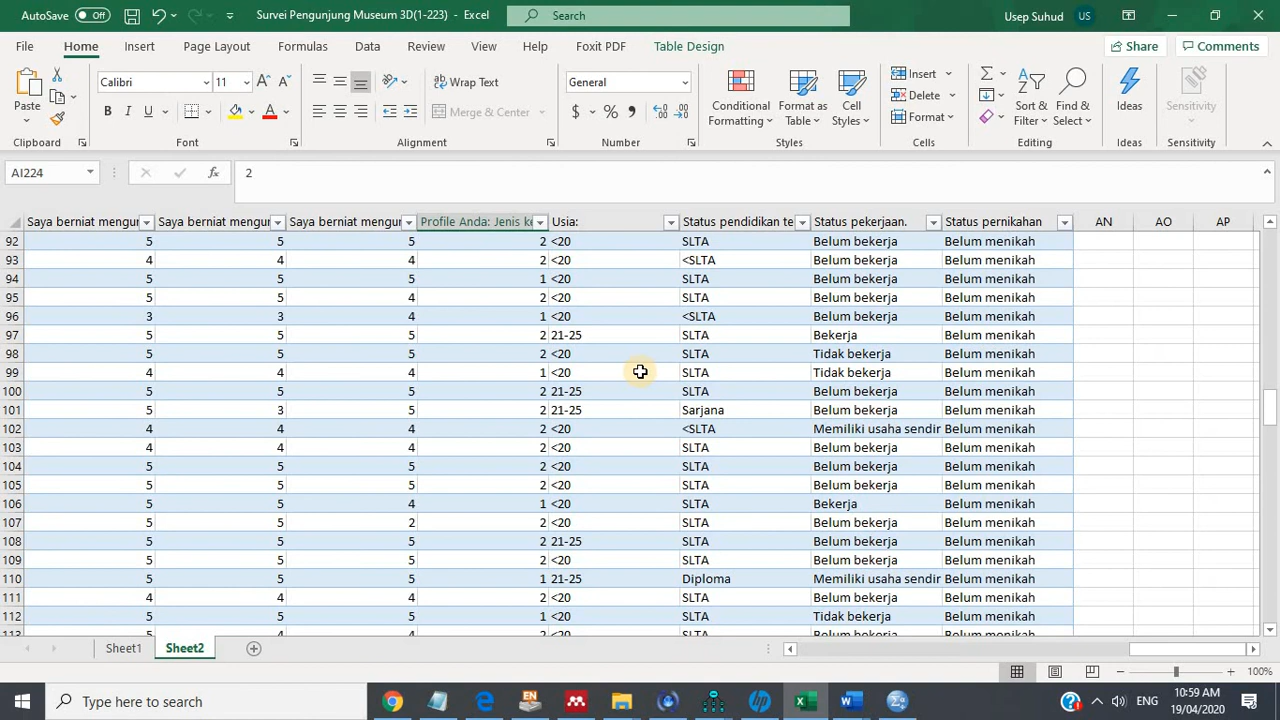 AutoSave Off Survei Pengunjung Museum 3D(1-223) - Excel Search Usep Suhud US
File Home Insert Page Layout Formulas Data Review View Help Foxit PDF Table Design Share Comments
Paste Calibri 11 Wrap Text General Conditional Formatting Format as Table Cell Styles Insert Delete Format Sort & Filter Find & Select Ideas Sensitivity
B I U Merge & Center $ %
Clipboard Font Alignment Number Styles Cells Editing Ideas Sensitivity
AI224 fx 2
Saya berniat mengu Saya berniat mengu Saya berniat mengu Profile Anda: Jenis ke Usia: Status pendidikan te Status pekerjaan. Status pernikahan AN AO AP
92 5 5 5 2 <20 SLTA Belum bekerja Belum menikah
93 4 4 4 2 <20 <SLTA Belum bekerja Belum menikah
94 5 5 5 1 <20 SLTA Belum bekerja Belum menikah
95 5 5 4 2 <20 SLTA Belum bekerja Belum menikah
96 3 3 4 1 <20 <SLTA Belum bekerja Belum menikah
97 5 5 5 2 21-25 SLTA Bekerja Belum menikah
98 5 5 5 2 <20 SLTA Tidak bekerja Belum menikah
99 4 4 4 1 <20 SLTA Tidak bekerja Belum menikah
100 5 5 5 2 21-25 SLTA Belum bekerja Belum menikah
101 5 3 5 2 21-25 Sarjana Belum bekerja Belum menikah
102 4 4 4 2 <20 <SLTA Memiliki usaha sendir Belum menikah
103 4 4 4 2 <20 SLTA Belum bekerja Belum menikah
104 5 5 5 2 <20 SLTA Belum bekerja Belum menikah
105 5 5 5 2 <20 SLTA Belum bekerja Belum menikah
106 5 5 4 1 <20 SLTA Bekerja Belum menikah
107 5 5 2 2 <20 SLTA Belum bekerja Belum menikah
108 5 5 5 2 21-25 SLTA Belum bekerja Belum menikah
109 5 5 5 2 <20 SLTA Belum bekerja Belum menikah
110 5 5 5 1 21-25 Diploma Memiliki usaha sendir Belum menikah
111 4 4 4 2 <20 SLTA Belum bekerja Belum menikah
112 5 5 5 1 <20 SLTA Tidak bekerja Belum menikah
113 5 4 4 2 <20 SLTA Belum bekerja Belum menikah
Sheet1 Sheet2
100%
Type here to search ENG 10:59 AM
19/04/2020